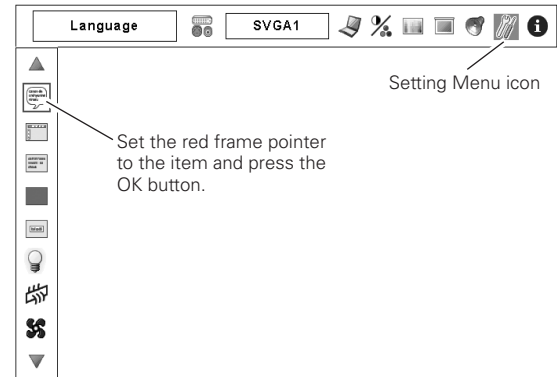 Language
SVGA1
Setting Menu icon
Set the red frame pointer
to the item and press the
OK button.